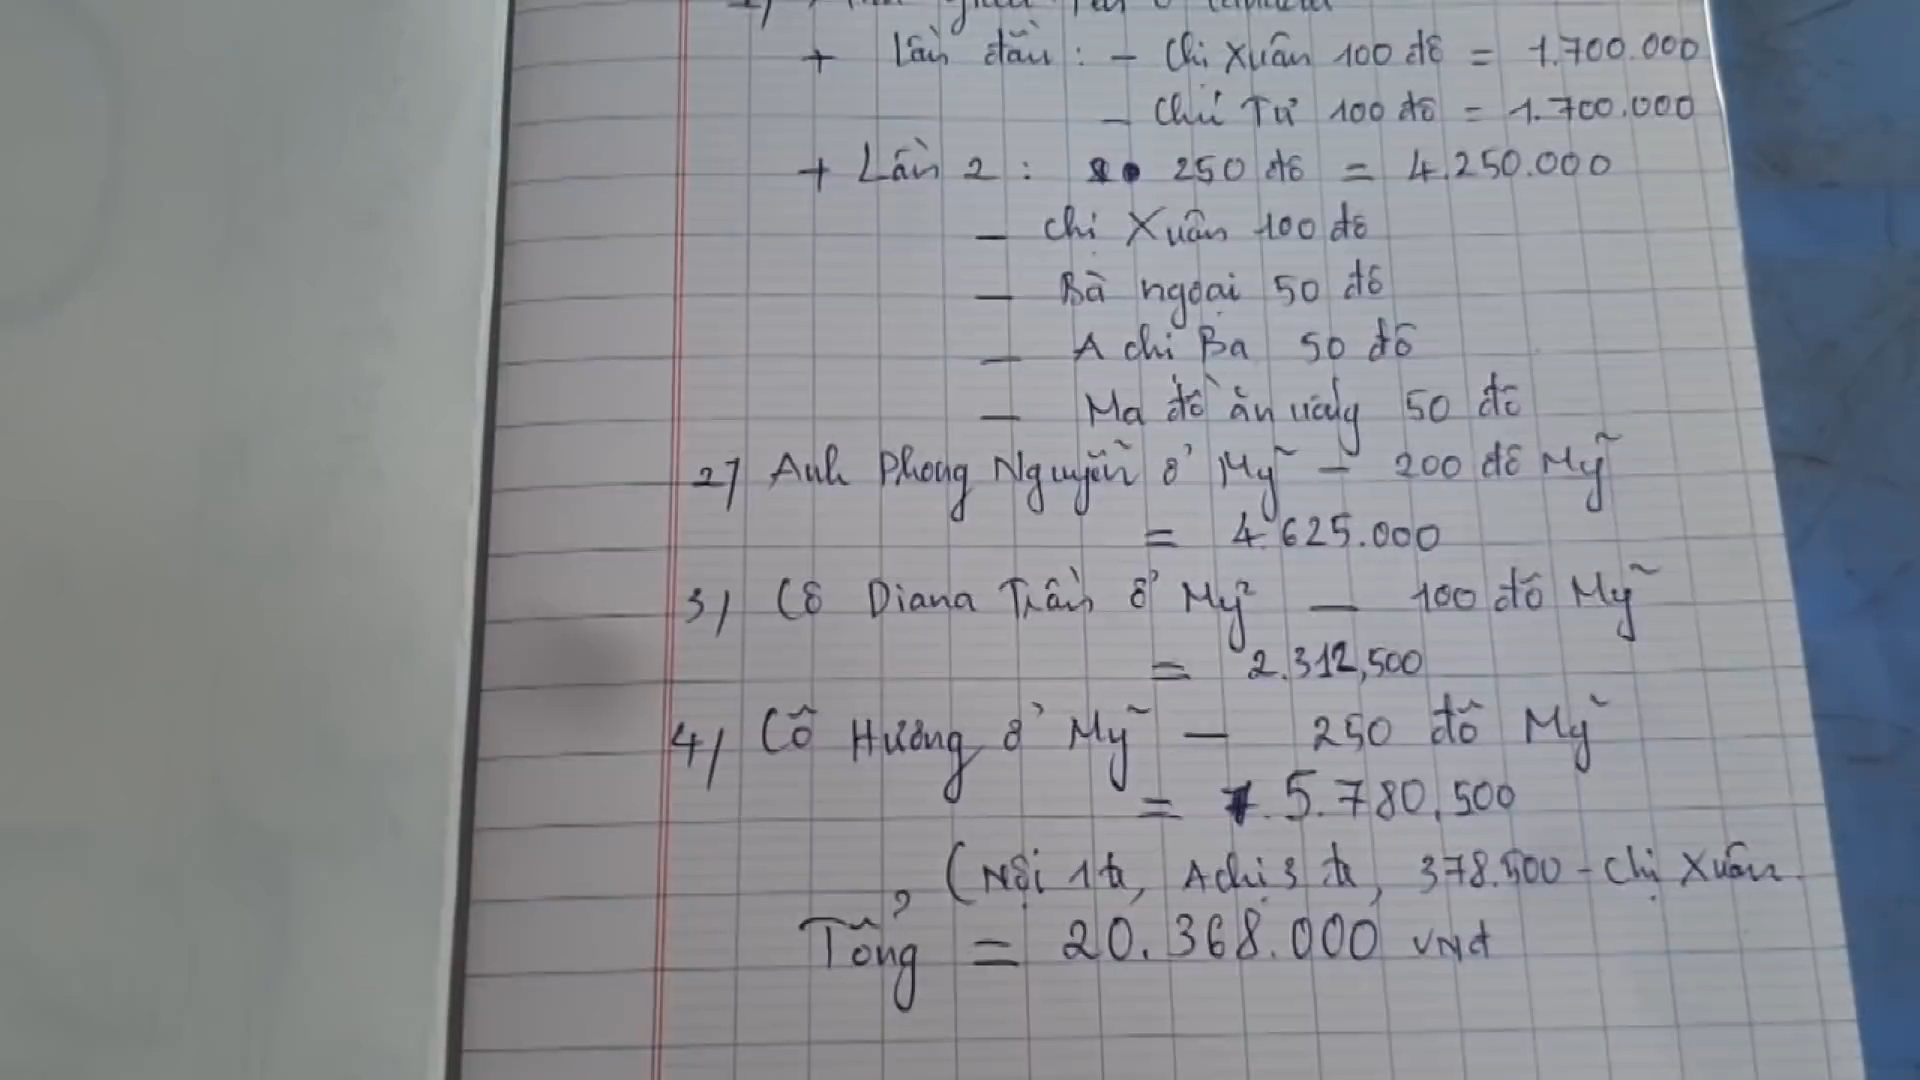 + Lần đầu : - Chị Xuân 100 đô = 1.700.000
- Chú Tư 100 đô = 1.700.000
+ Lần 2 : 250 đô = 4.250.000
- Chị Xuân 100 đô
- Bà ngoại 50 đô
- A chị Ba 50 đô
- Ma đồ ăn uống 50 đô
2) Anh Phong Nguyễn ở Mỹ - 200 đô Mỹ
= 4.625.000
3) Cô Diana Trần ở Mỹ - 100 đô Mỹ
= 2.312,500
4) Cô Hương ở Mỹ - 250 đô Mỹ
= 5.780,500
(Nội 1tr, A chị 3 tr, 378.500 - Chị Xuân
Tổng = 20.368.000 VNđ